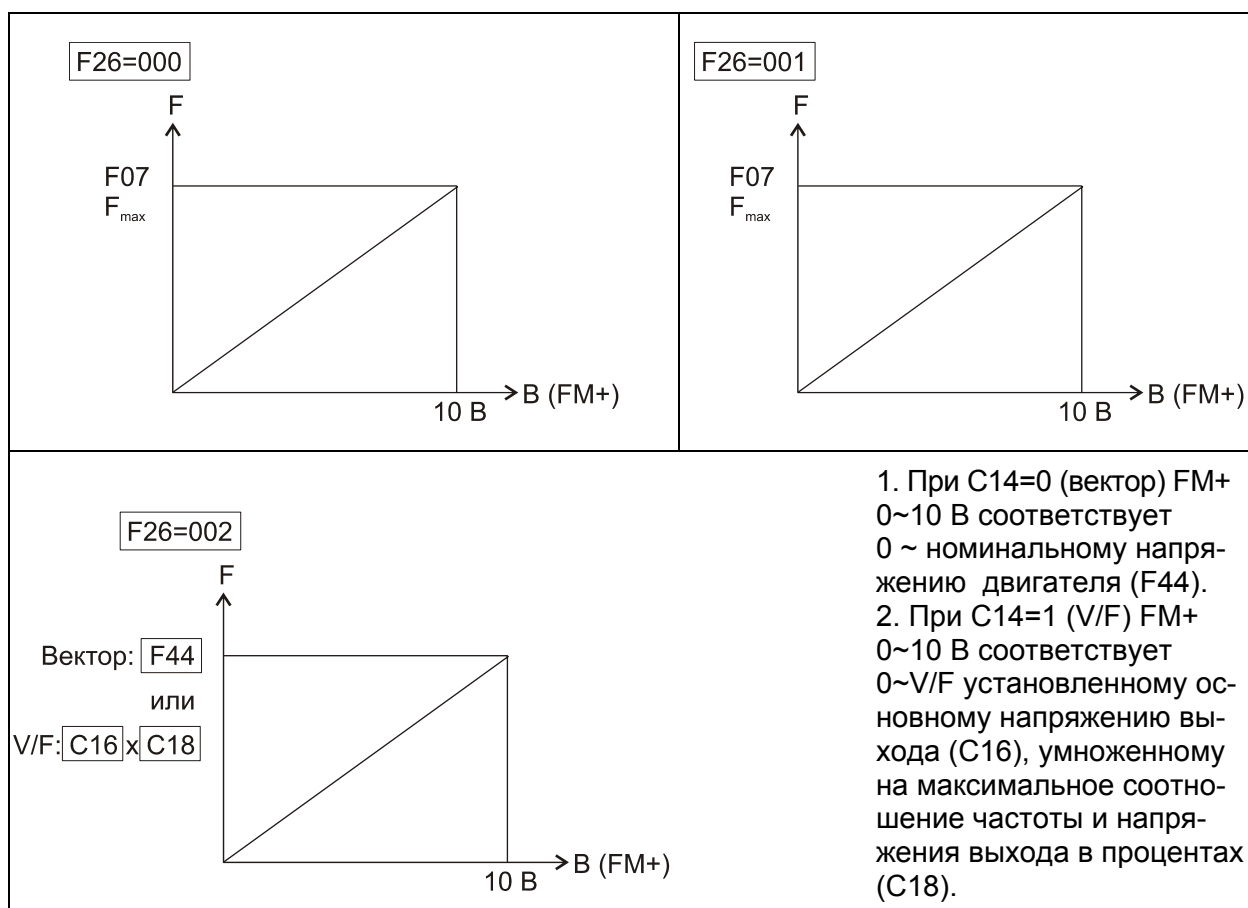 F26=000
F
F07
Fmax
10 В
В (FM+)
F26=001
F
F07
Fmax
10 В
В (FM+)
F26=002
F
Вектор: F44
или
V/F: C16 x C18
10 В
В (FM+)
1. При С14=0 (вектор) FM+
0~10 В соответствует
0 ~ номинальному напря-
жению двигателя (F44).
2. При С14=1 (V/F) FM+
0~10 В соответствует
0~V/F установленному ос-
новному напряжению вы-
хода (С16), умноженному
на максимальное соотно-
шение частоты и напря-
жения выхода в процентах
(С18).